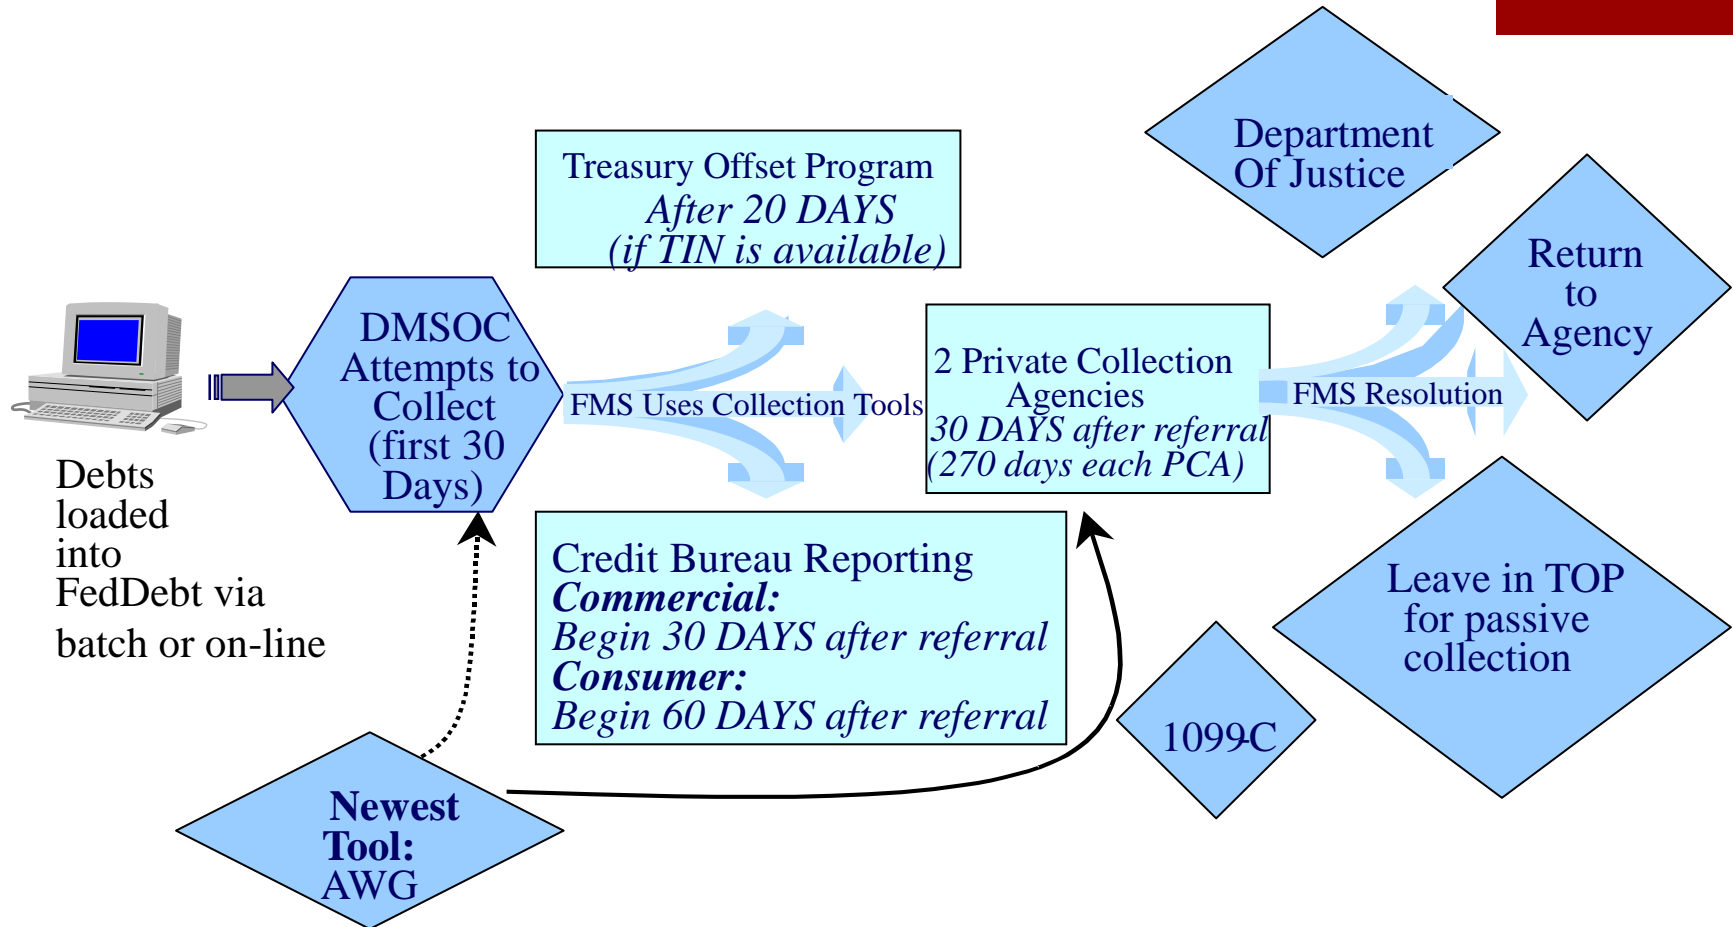 Debts
loaded
into
FedDebt via
batch or on-line
DMSOC
Attempts to
Collect
(first 30
Days)
FMS Uses Collection Tools
Treasury Offset Program
After 20 DAYS
(if TIN is available)
2 Private Collection
Agencies
30 DAYS after referral
(270 days each PCA)
Credit Bureau Reporting
Commercial:
Begin 30 DAYS after referral
Consumer:
Begin 60 DAYS after referral
Newest
Tool:
AWG
FMS Resolution
Department
Of Justice
Return
to
Agency
Leave in TOP
for passive
collection
1099-C